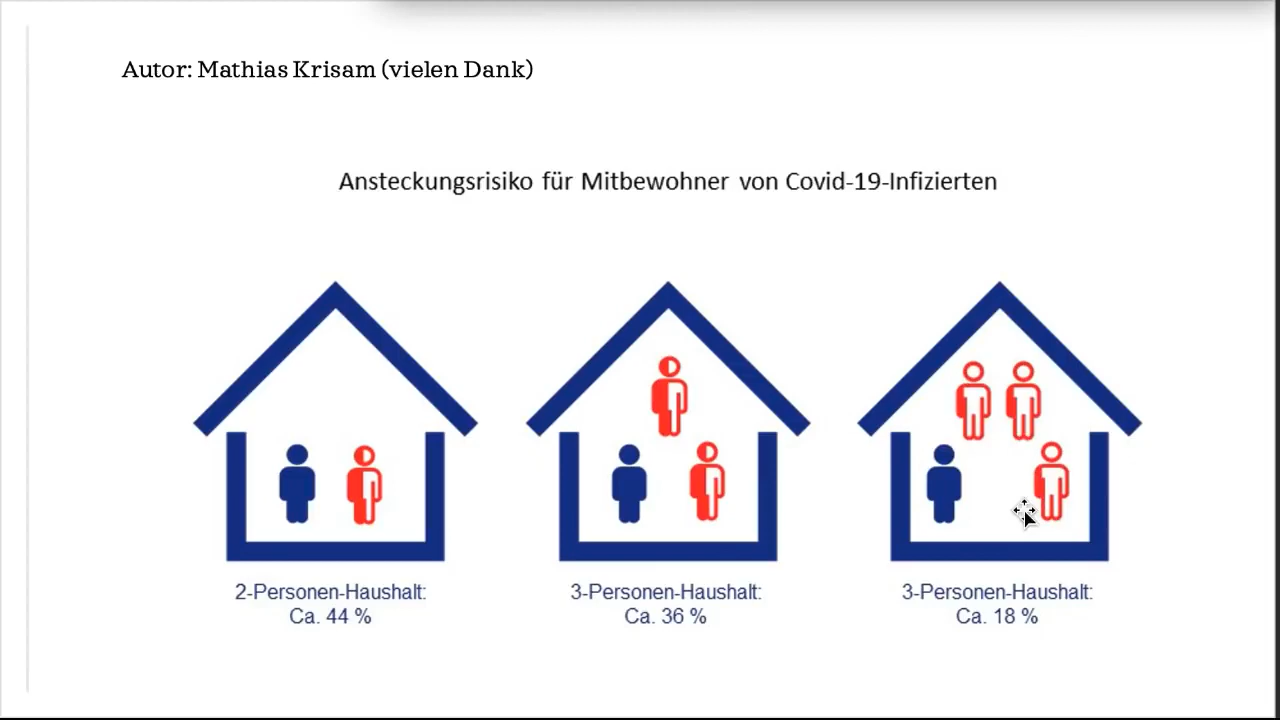 Autor: Mathias Krisam (vielen Dank)
Ansteckungsrisiko für Mitbewohner von Covid-19-Infizierten
2-Personen-Haushalt:
Ca. 44 %
3-Personen-Haushalt:
Ca. 36 %
3-Personen-Haushalt:
Ca. 18 %